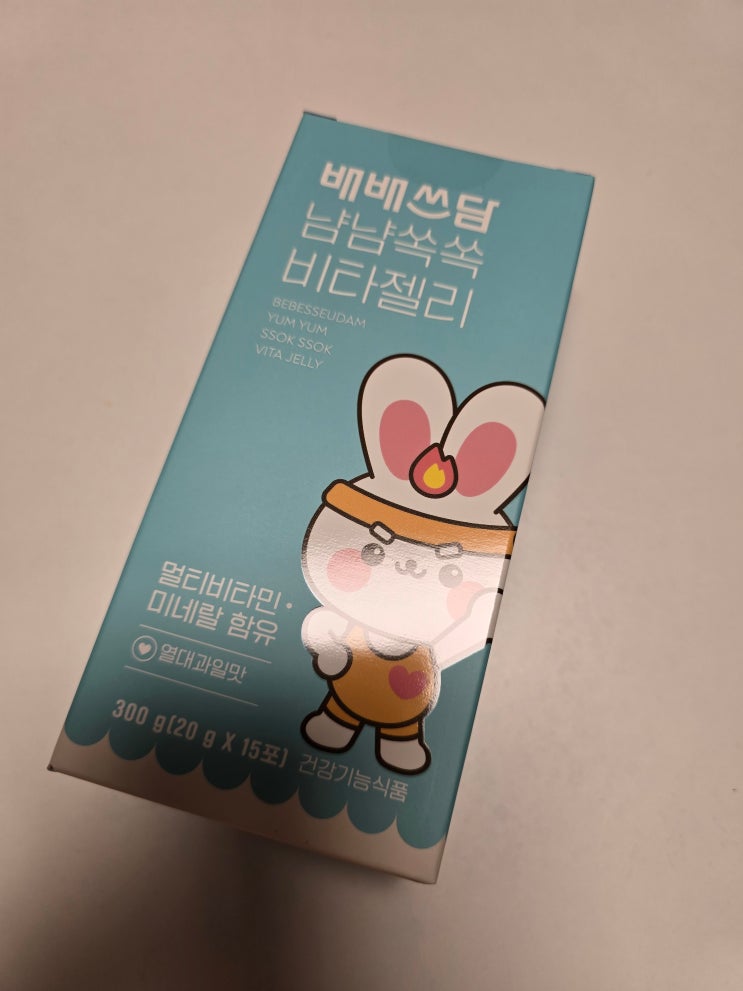 배배쓰담
냠냠쏙쏙
비타젤리
BEBESSEUDAM
YUM YUM
SSOK SSOK
VITA JELLY
멀티비타민·
미네랄 함유
열대과일맛
300 g(20 g X 15포)
건강기능식품